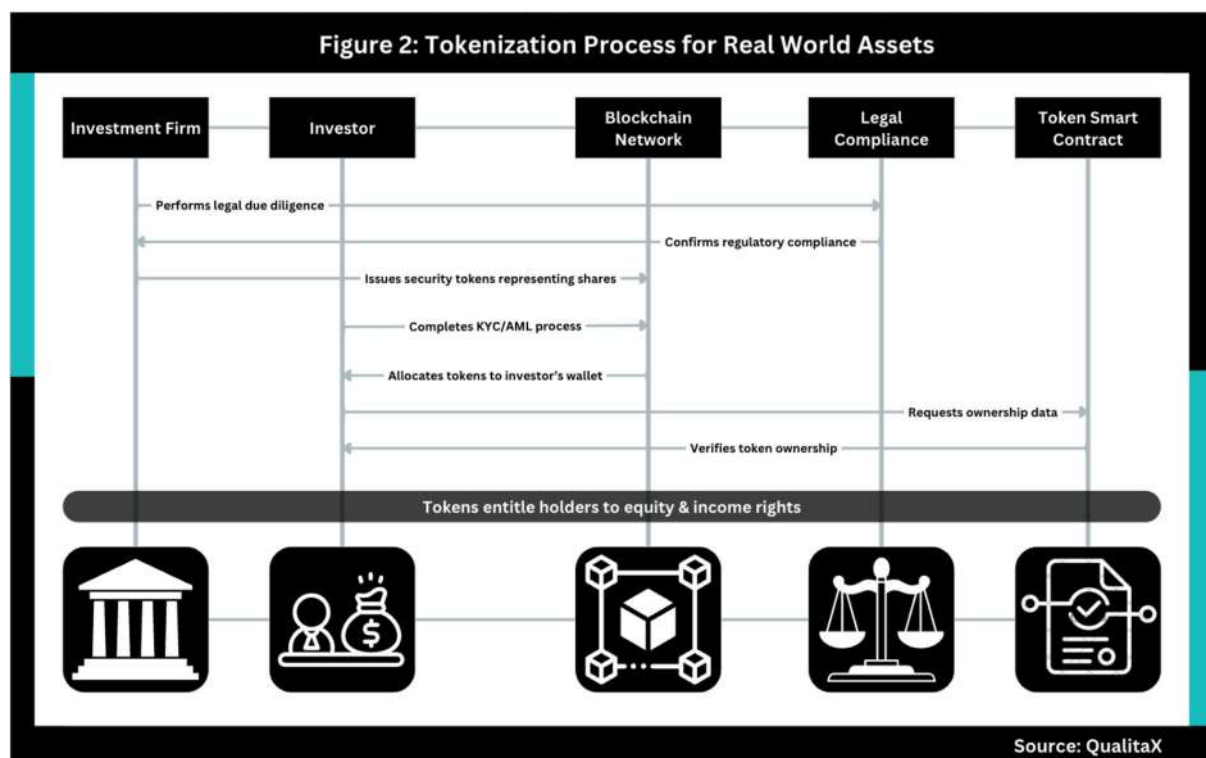 Figure 2: Tokenization Process for Real World Assets
Investment Firm
Investor
Blockchain
Network
Legal
Compliance
Token Smart
Contract
Performs legal due diligence
Confirms regulatory compliance
Issues security tokens representing shares
Completes KYC/AML process
Allocates tokens to investor's wallet
Requests ownership data
Verifies token ownership
Tokens entitle holders to equity & income rights
$
Source: QualitaX